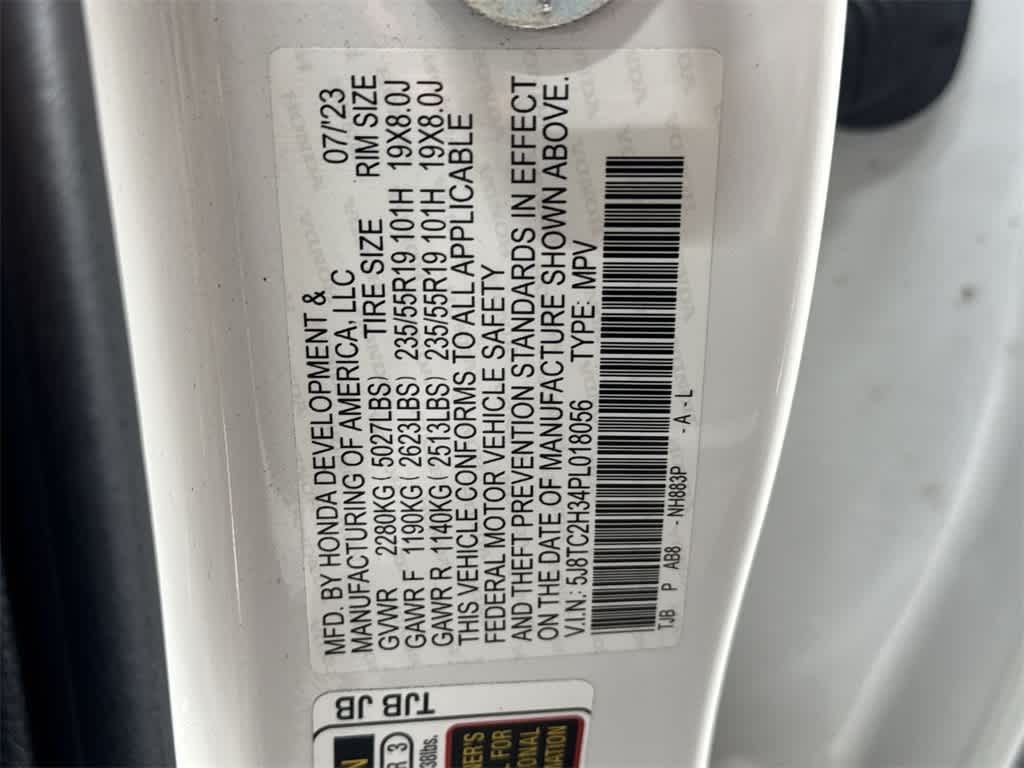 MFD. BY HONDA DEVELOPMENT &
MANUFACTURING OF AMERICA, LLC 07/'23
GVWR 2280KG ( 5027LBS) TIRE SIZE RIM SIZE
GAWR F 1190KG ( 2623LBS) 235/55R19 101H 19X8.0J
GAWR R 1140KG ( 2513LBS) 235/55R19 101H 19X8.0J
THIS VEHICLE CONFORMS TO ALL APPLICABLE
FEDERAL MOTOR VEHICLE SAFETY
AND THEFT PREVENTION STANDARDS IN EFFECT
ON THE DATE OF MANUFACTURE SHOWN ABOVE.
V.I.N.: 5J8TC2H34PL018056 TYPE: MPV
TJB P AB8 - NH883P - A - L
TJB JB
R 3
38lbs.